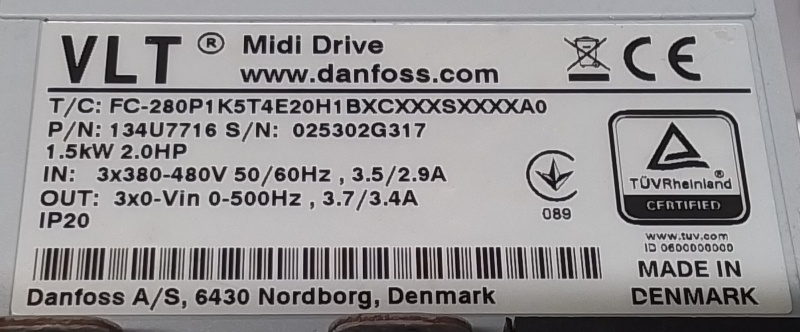 VLT ® Midi Drive
www.danfoss.com
T/C: FC-280P1K5T4E20H1BXCXXXSXXXXA0
P/N: 134U7716 S/N: 025302G317
1.5kW 2.0HP
IN: 3x380-480V 50/60Hz , 3.5/2.9A
OUT: 3x0-Vin 0-500Hz , 3.7/3.4A
IP20
CE
089
TÜVRheinland®
CERTIFIED
www.tuv.com
ID 0600000000
MADE IN
DENMARK
Danfoss A/S, 6430 Nordborg, Denmark